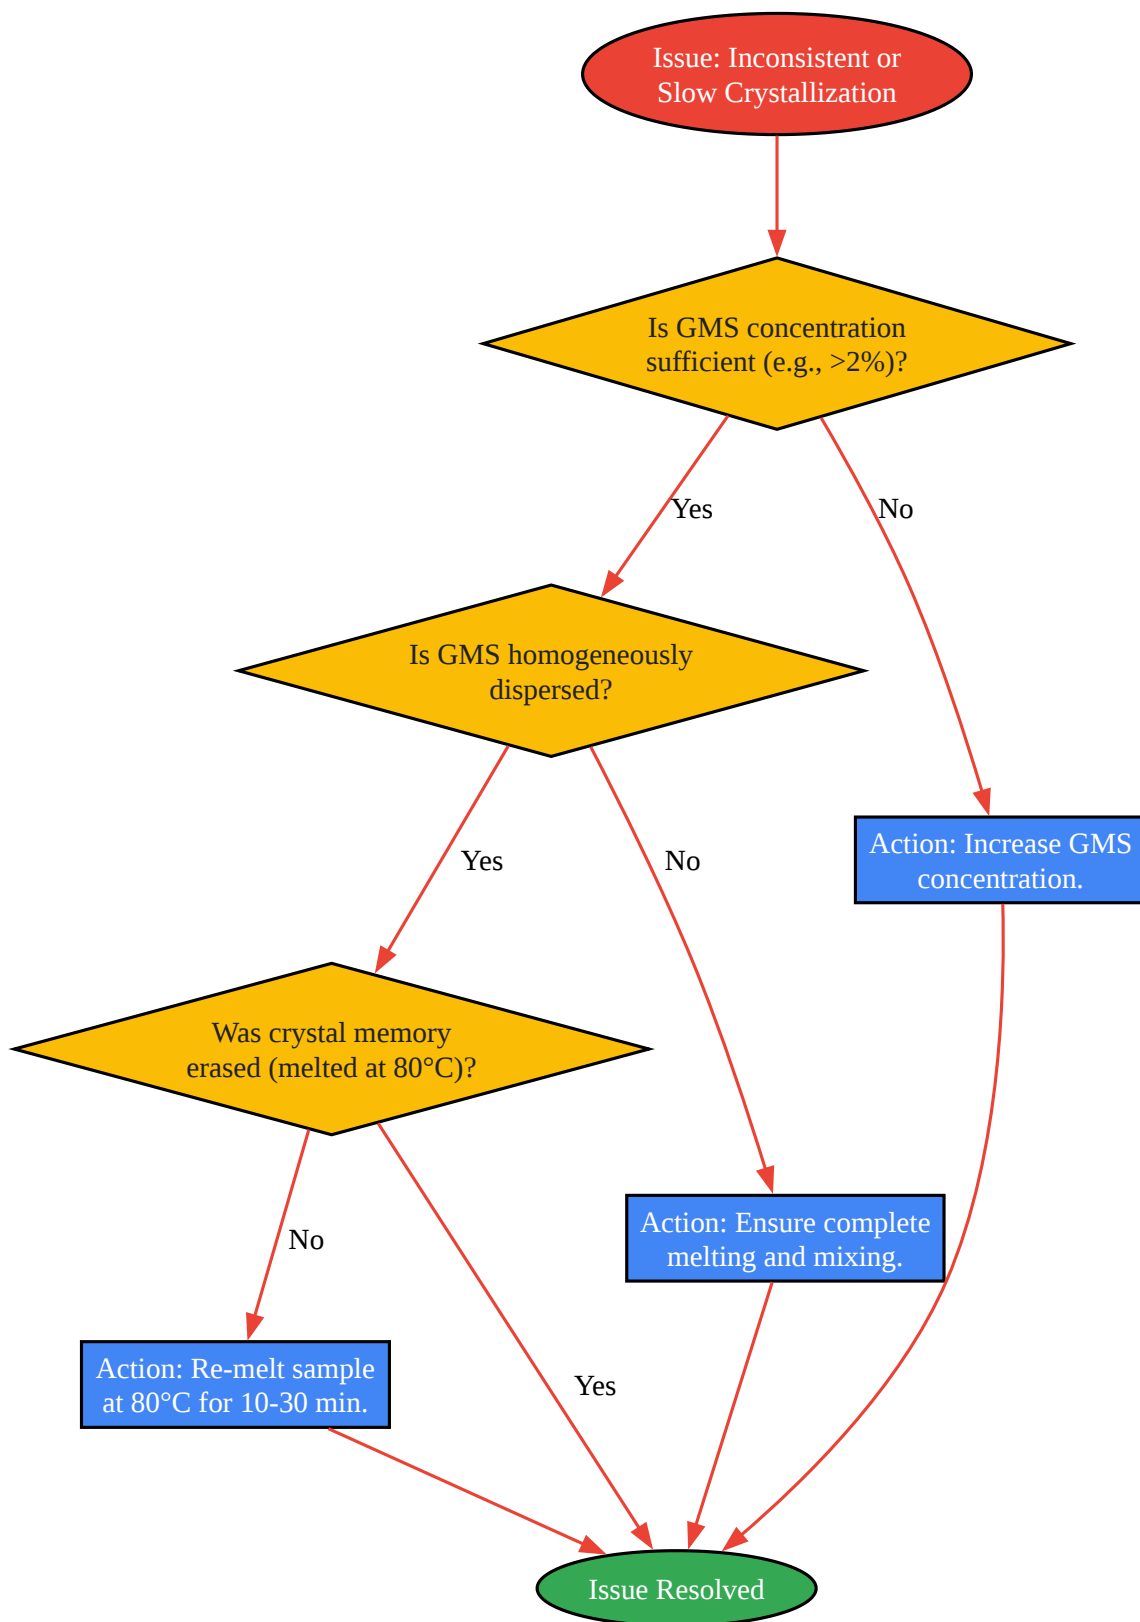 Issue: Inconsistent or
Slow Crystallization
Is GMS concentration
sufficient (e.g., >2%)?
Yes
No
Is GMS homogeneously
dispersed?
Yes
No
Action: Increase GMS
concentration.
Was crystal memory
erased (melted at 80°C)?
No
Yes
Action: Ensure complete
melting and mixing.
Action: Re-melt sample
at 80°C for 10-30 min.
Issue Resolved